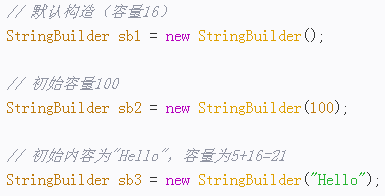 // 默认构造（容量16）
StringBuilder sb1 = new StringBuilder();
// 初始容量100
StringBuilder sb2 = new StringBuilder(100);
// 初始内容为"Hello"，容量为5+16=21
StringBuilder sb3 = new StringBuilder("Hello");